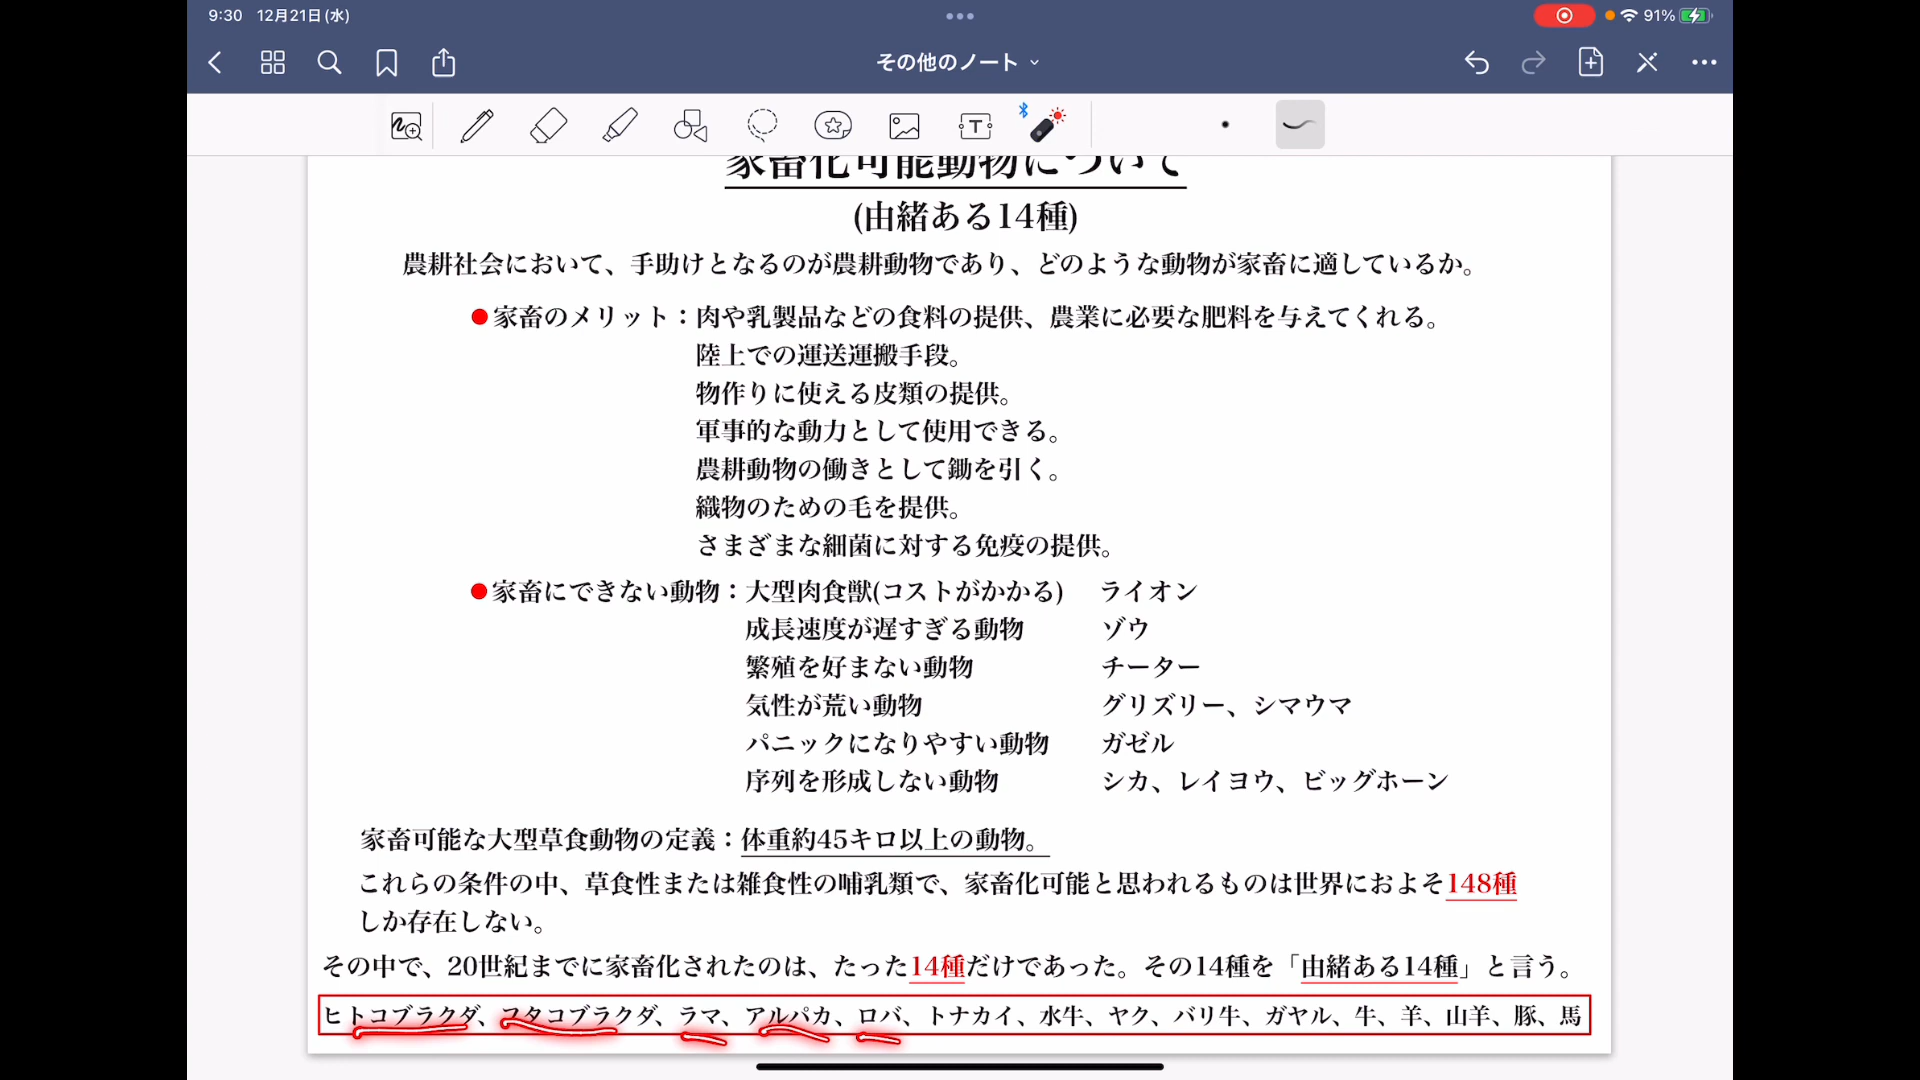 9:30 12月21日(水)
91%
その他のノート
T
家畜化可能動物について
(由緒ある14種)
農耕社会において、手助けとなるのが農耕動物であり、どのような動物が家畜に適しているか。
●家畜のメリット：肉や乳製品などの食料の提供、農業に必要な肥料を与えてくれる。
陸上での運送運搬手段。
物作りに使える皮類の提供。
軍事的な動力として使用できる。
農耕動物の働きとして鋤を引く。
織物のための毛を提供。
さまざまな細菌に対する免疫の提供。
●家畜にできない動物：大型肉食獣(コストがかかる) ライオン
成長速度が遅すぎる動物 ゾウ
繁殖を好まない動物 チーター
気性が荒い動物 グリズリー、シマウマ
パニックになりやすい動物 ガゼル
序列を形成しない動物 シカ、レイヨウ、ビッグホーン
家畜可能な大型草食動物の定義：体重約45キロ以上の動物。
これらの条件の中、草食性または雑食性の哺乳類で、家畜化可能と思われるものは世界におよそ148種
しか存在しない。
その中で、20世紀までに家畜化されたのは、たった14種だけであった。その14種を「由緒ある14種」と言う。
ヒトコブラクダ、フタコブラクダ、ラマ、アルパカ、ロバ、トナカイ、水牛、ヤク、バリ牛、ガヤル、牛、羊、山羊、豚、馬